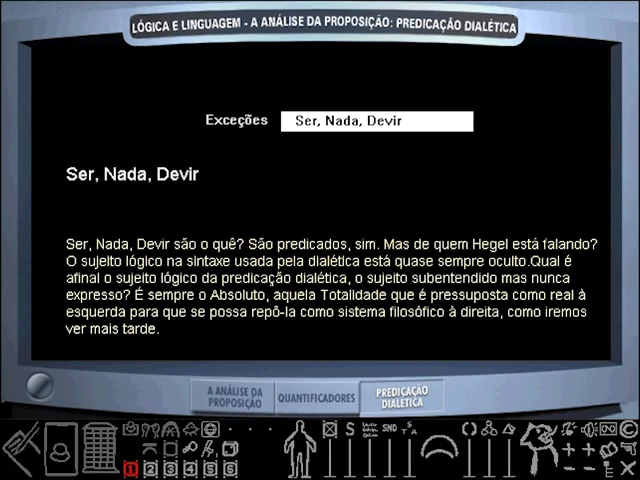 LÓGICA E LINGUAGEM - A ANÁLISE DA PROPOSIÇÃO: PREDICAÇÃO DIALÉTICA
Exceções Ser, Nada, Devir
Ser, Nada, Devir
Ser, Nada, Devir são o quê? São predicados, sim. Mas de quem Hegel está falando?
O sujeito lógico na sintaxe usada pela dialética está quase sempre oculto.Qual é
afinal o sujeito lógico da predicação dialética, o sujeito subentendido mas nunca
expresso? É sempre o Absoluto, aquela Totalidade que é pressuposta como real à
esquerda para que se possa repô-la como sistema filosófico à direita, como iremos
ver mais tarde.
A ANÁLISE DA
PROPOSIÇÃO
QUANTIFICADORES
PREDICAÇÃO
DIALÉTICA
S SND
1 2 3 4 5 6